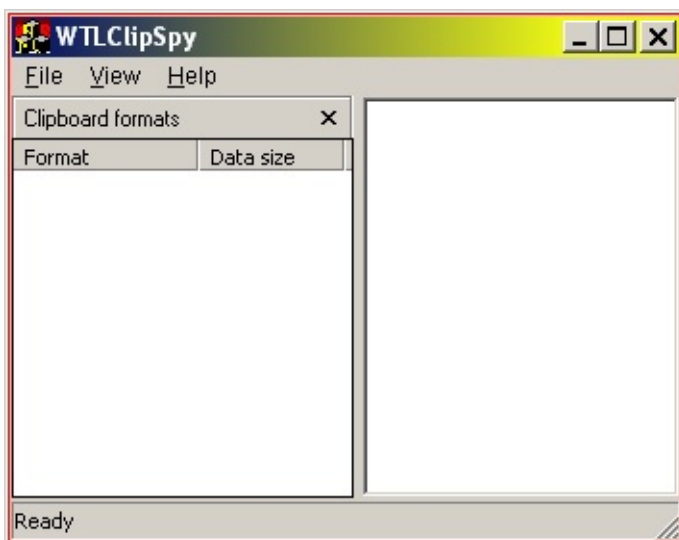 WTLClipSpy
File View Help
Clipboard formats
Format Data size
Ready